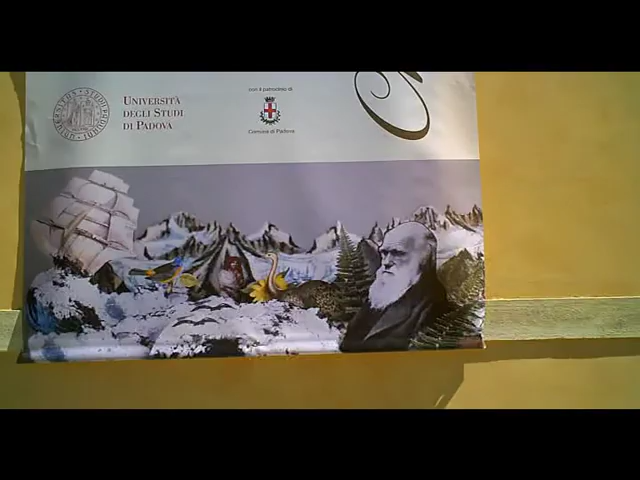 UNIVERSITÀ
DEGLI STUDI
DI PADOVA
con il patrocinio di
Comune di Padova